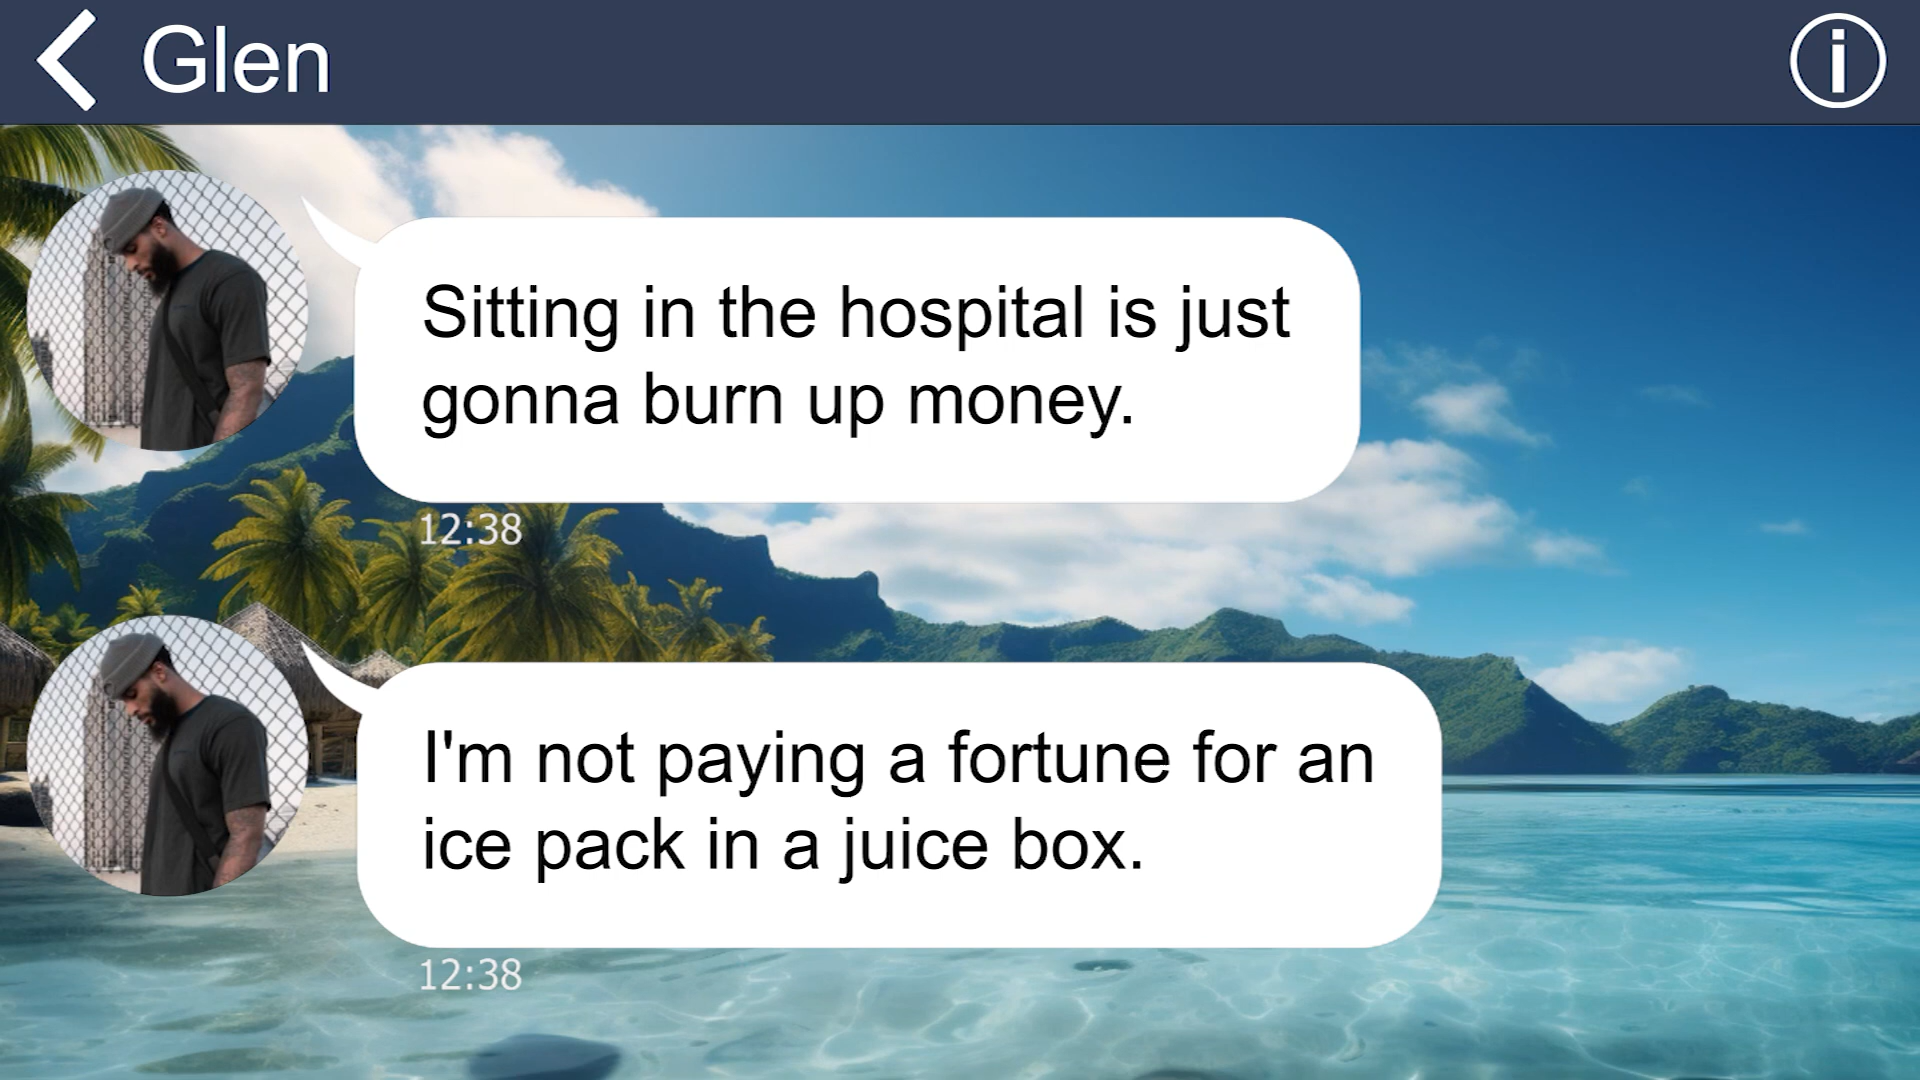 Glen
Sitting in the hospital is just
gonna burn up money.
12:38
I'm not paying a fortune for an
ice pack in a juice box.
12:38